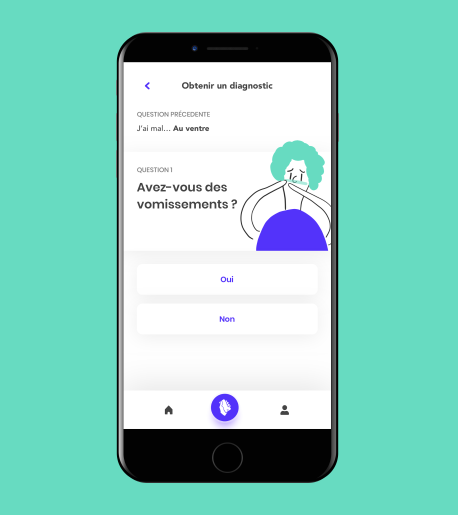 Obtenir un diagnostic
QUESTION PRÉCEDENTE
J'ai mal... Au ventre
QUESTION 1
Avez-vous des
vomissements ?
Oui
Non